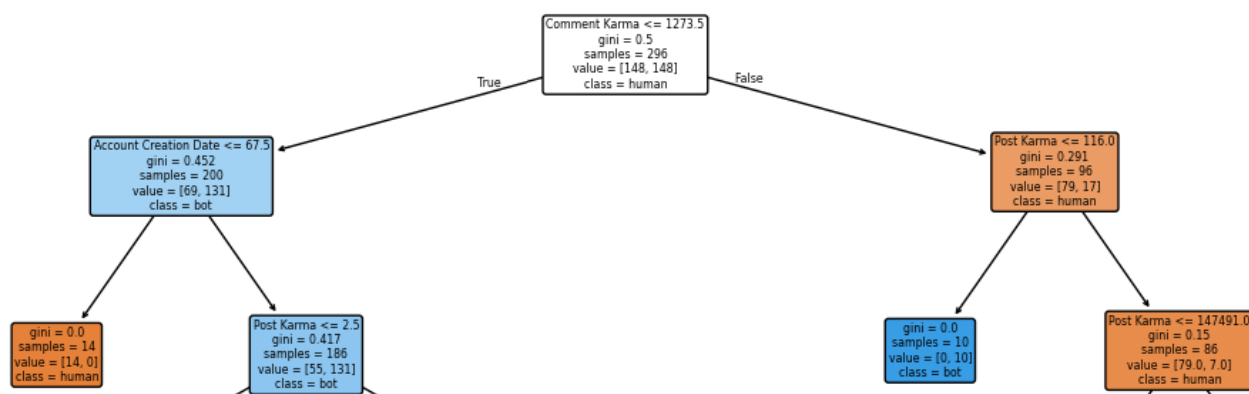 Comment Karma <= 1273.5
gini = 0.5
samples = 296
value = [148, 148]
class = human
True
False
Account Creation Date <= 67.5
gini = 0.452
samples = 200
value = [69, 131]
class = bot
Post Karma <= 116.0
gini = 0.291
samples = 96
value = [79, 17]
class = human
gini = 0.0
samples = 14
value = [14, 0]
class = human
Post Karma <= 2.5
gini = 0.417
samples = 186
value = [55, 131]
class = bot
gini = 0.0
samples = 10
value = [0, 10]
class = bot
Post Karma <= 147491.0
gini = 0.15
samples = 86
value = [79.0, 7.0]
class = human